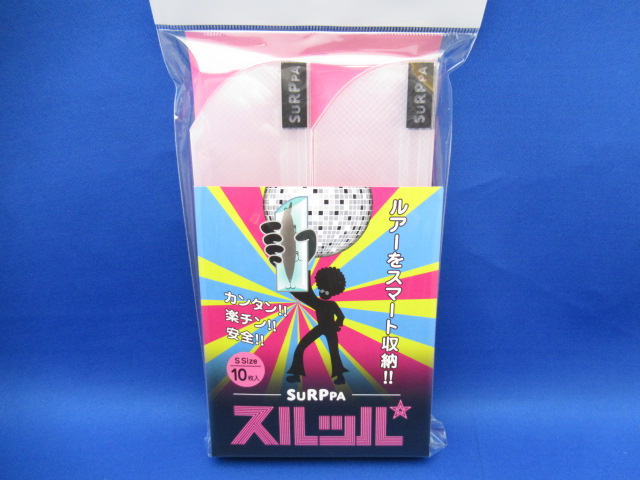 SURPPA
SURPPA
ルアーをスマート収納!!
カンタン!!
楽チン!!
安全!!
S Size
10枚入
SURPPA
スルッパ